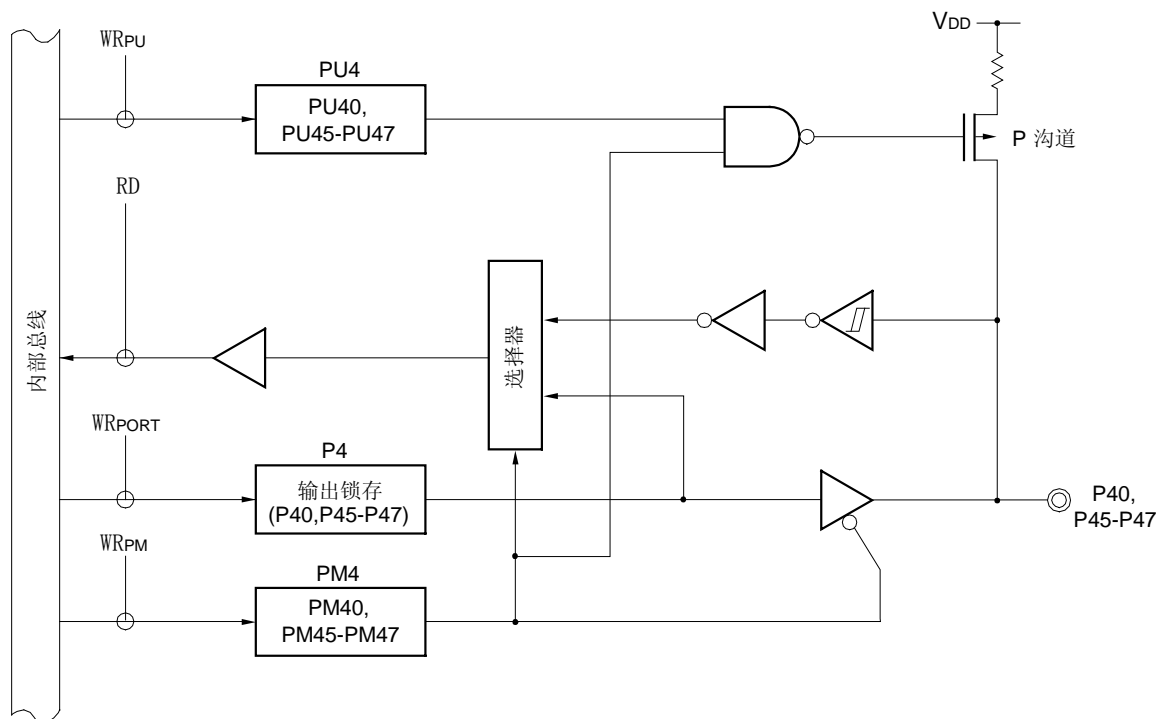 WRPU
PU4
PU40,
PU45-PU47
VDD
P 沟道
RD
内部总线
选择器
WRPORT
P4
输出锁存
(P40,P45-P47)
P40,
P45-P47
WRPM
PM4
PM40,
PM45-PM47